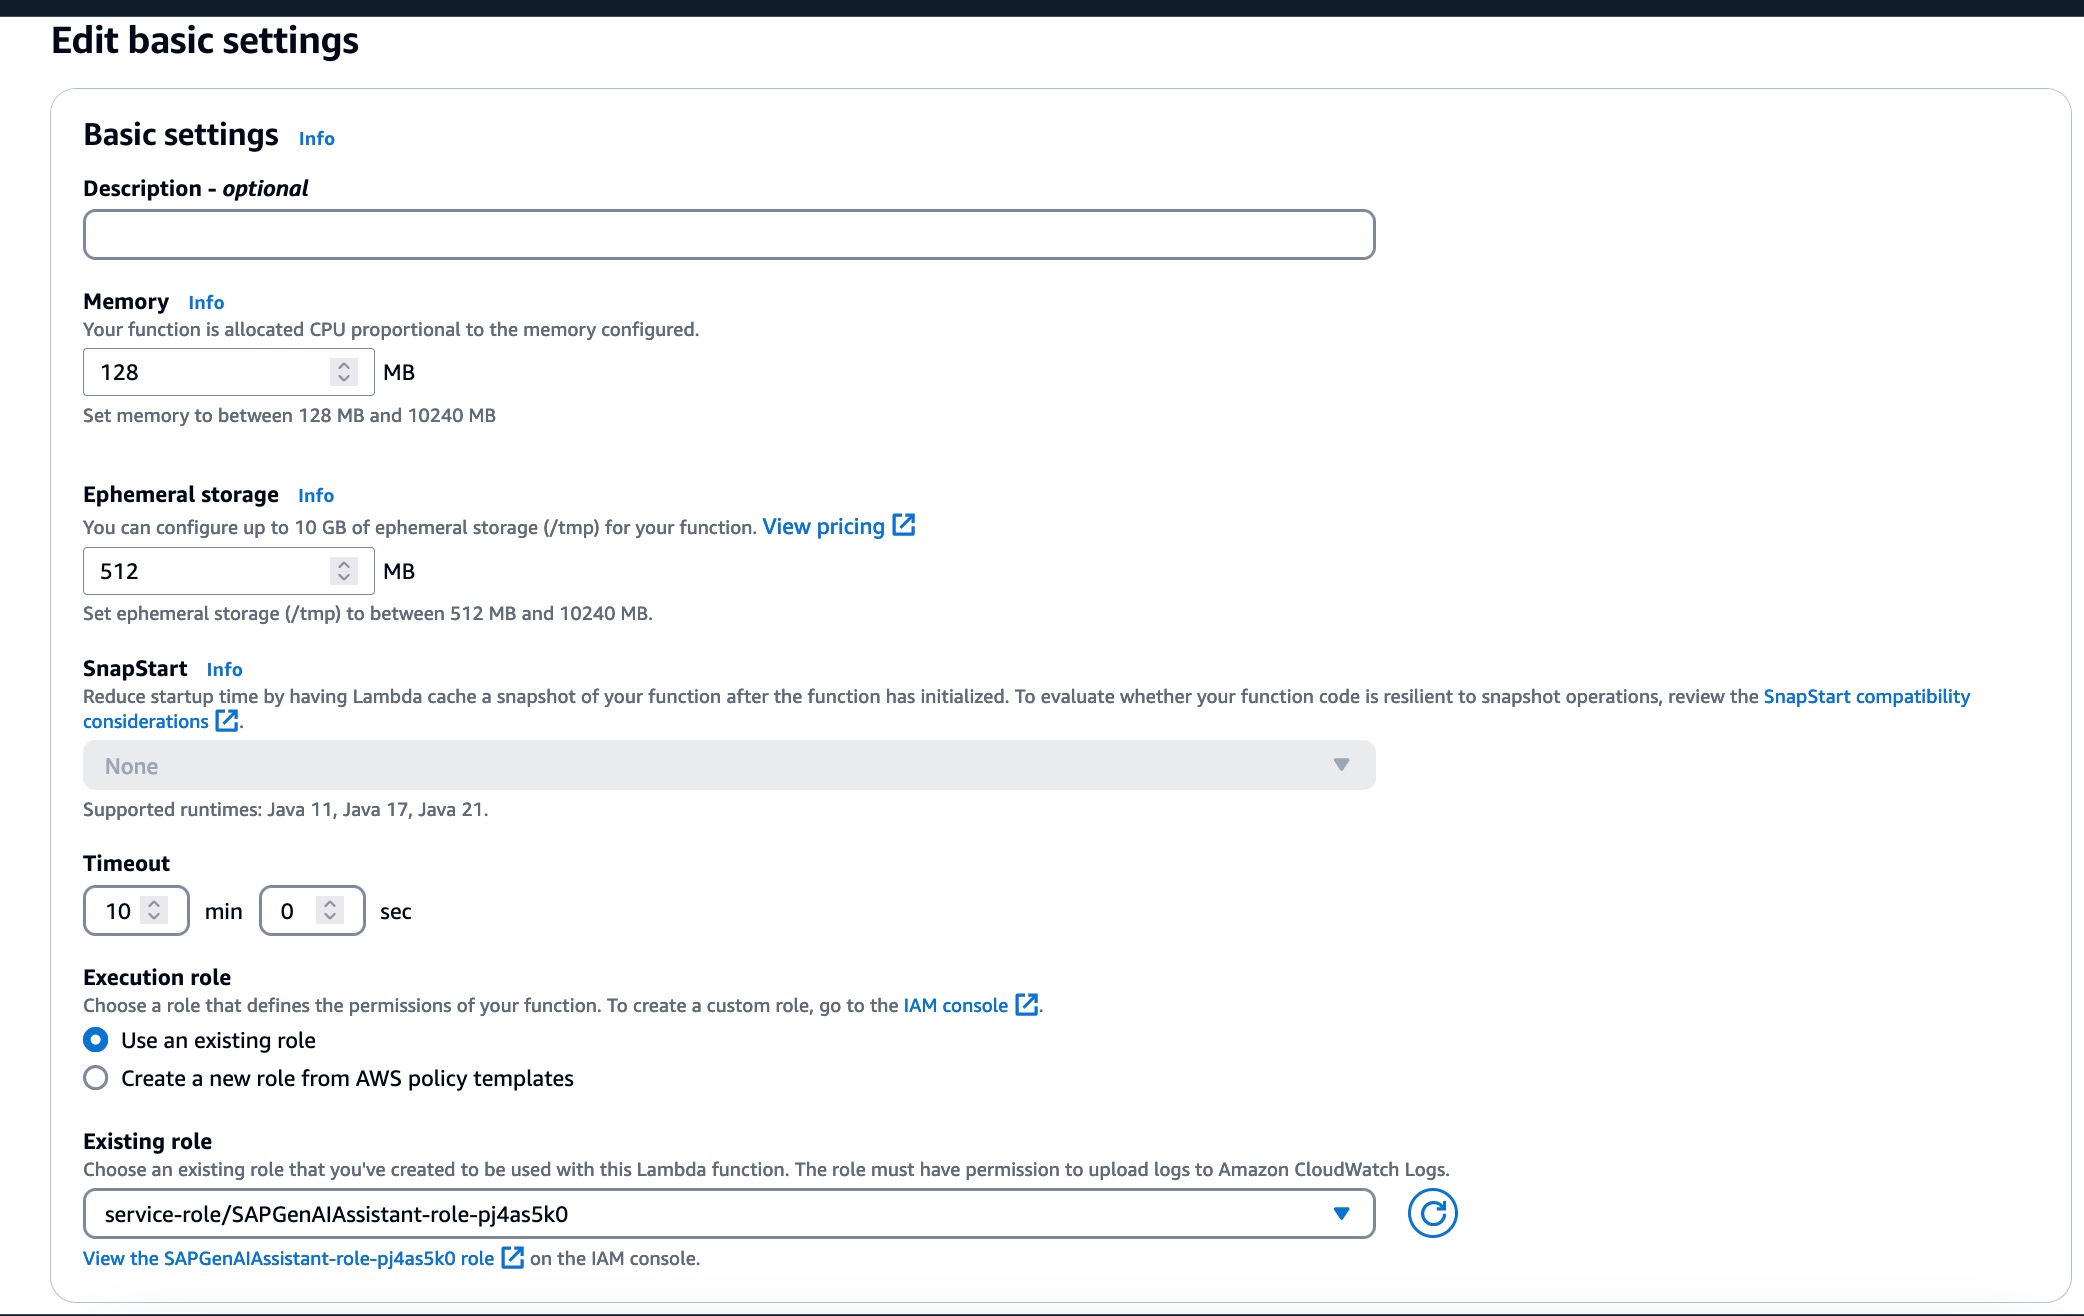 Edit basic settings
Basic settings Info
Description - optional
Memory Info
Your function is allocated CPU proportional to the memory configured.
128 MB
Set memory to between 128 MB and 10240 MB
Ephemeral storage Info
You can configure up to 10 GB of ephemeral storage (/tmp) for your function. View pricing
512 MB
Set ephemeral storage (/tmp) to between 512 MB and 10240 MB.
SnapStart Info
Reduce startup time by having Lambda cache a snapshot of your function after the function has initialized. To evaluate whether your function code is resilient to snapshot operations, review the SnapStart compatibility
considerations.
None
Supported runtimes: Java 11, Java 17, Java 21.
Timeout
10 min 0 sec
Execution role
Choose a role that defines the permissions of your function. To create a custom role, go to the IAM console.
Use an existing role
Create a new role from AWS policy templates
Existing role
Choose an existing role that you've created to be used with this Lambda function. The role must have permission to upload logs to Amazon CloudWatch Logs.
service-role/SAPGenAIAssistant-role-pj4as5k0
View the SAPGenAIAssistant-role-pj4as5k0 role on the IAM console.